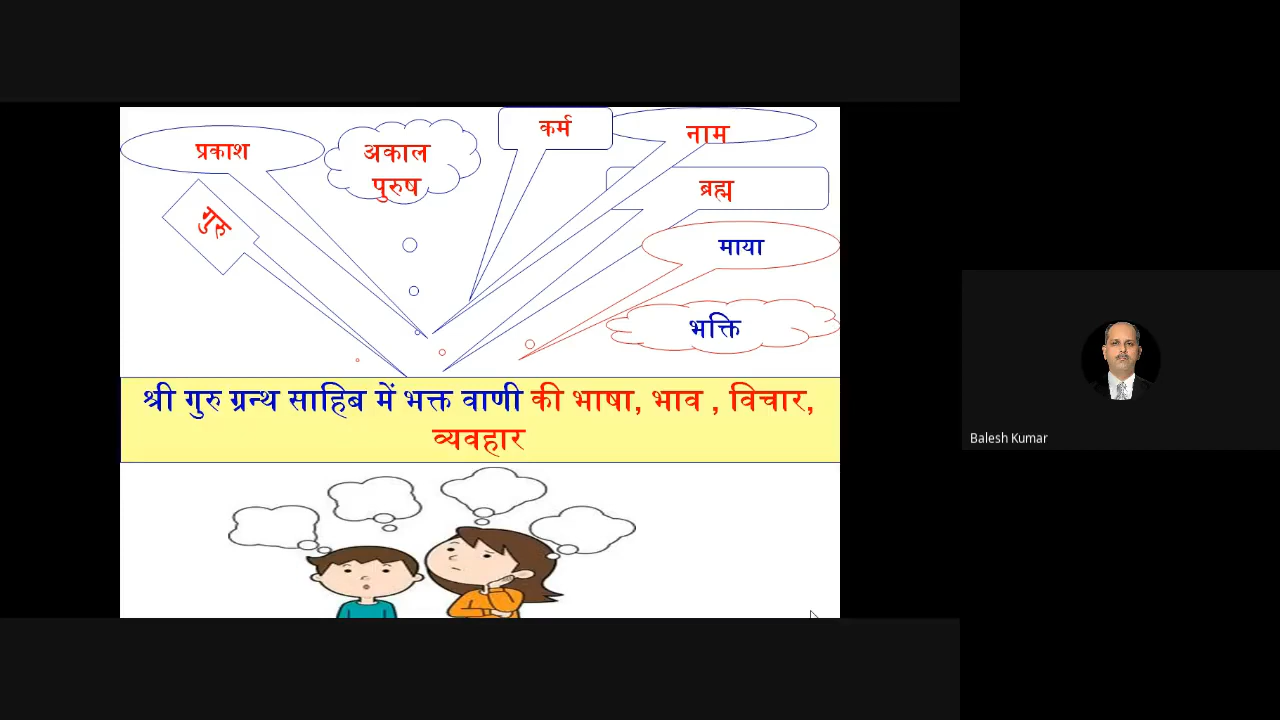 प्रकाश
अकाल
पुरुष
कर्म
नाम
ब्रह्म
गुरु
माया
भक्ति
श्री गुरु ग्रन्थ साहिब में भक्त वाणी की भाषा, भाव , विचार,
व्यवहार
Balesh Kumar